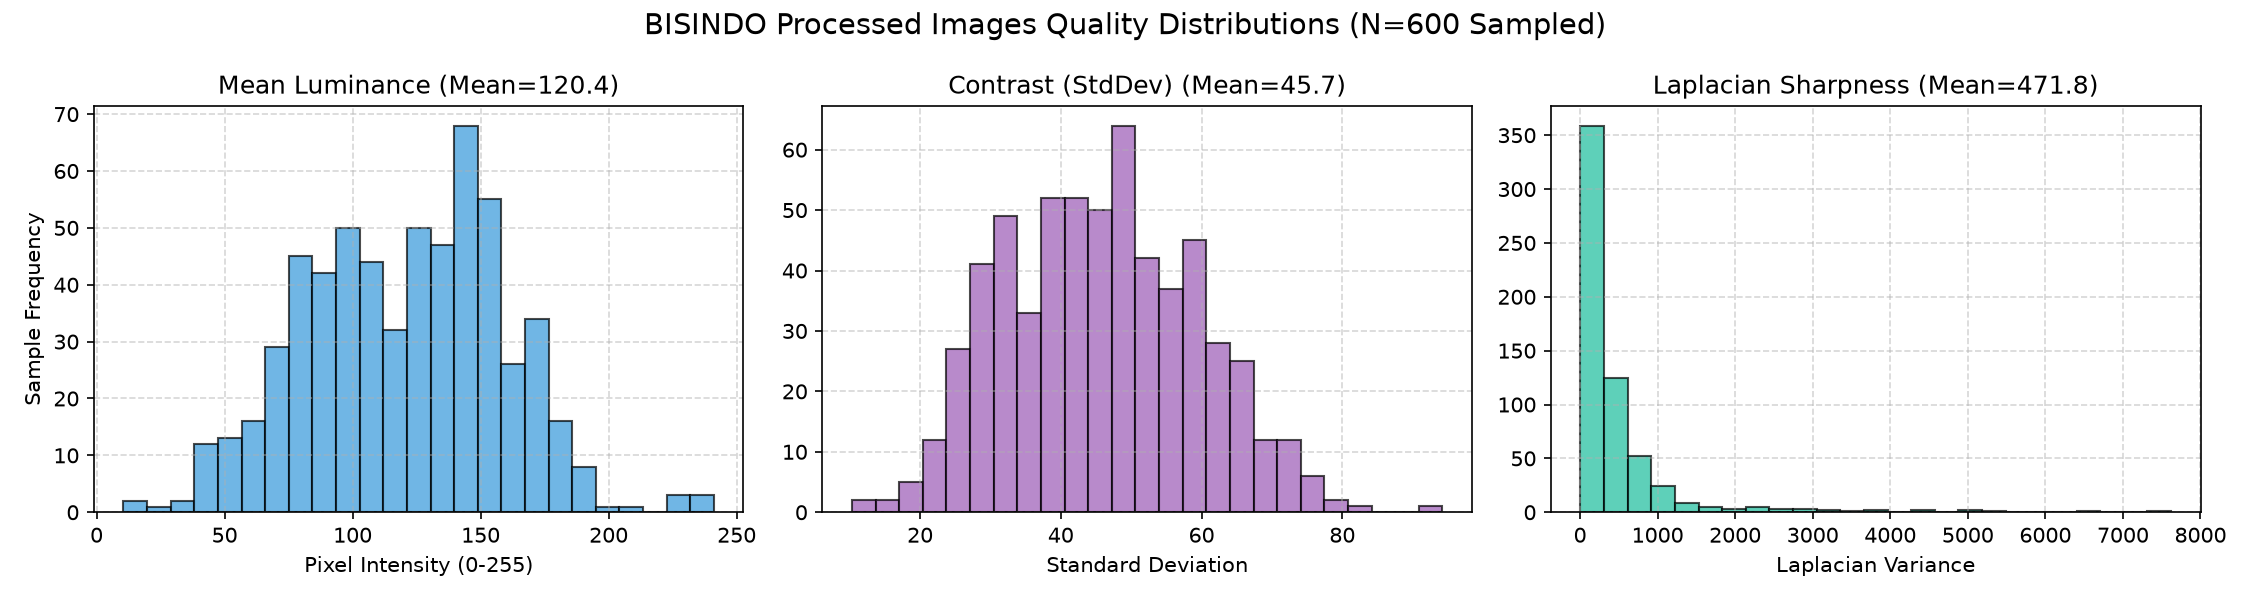 BISINDO Processed Images Quality Distributions (N=600 Sampled)
Mean Luminance (Mean=120.4)
Sample Frequency
70
60
50
40
30
20
10
0
0 50 100 150 200 250
Pixel Intensity (0-255)
Contrast (StdDev) (Mean=45.7)
60
50
40
30
20
10
0
20 40 60 80
Standard Deviation
Laplacian Sharpness (Mean=471.8)
350
300
250
200
150
100
50
0
0 1000 2000 3000 4000 5000 6000 7000 8000
Laplacian Variance